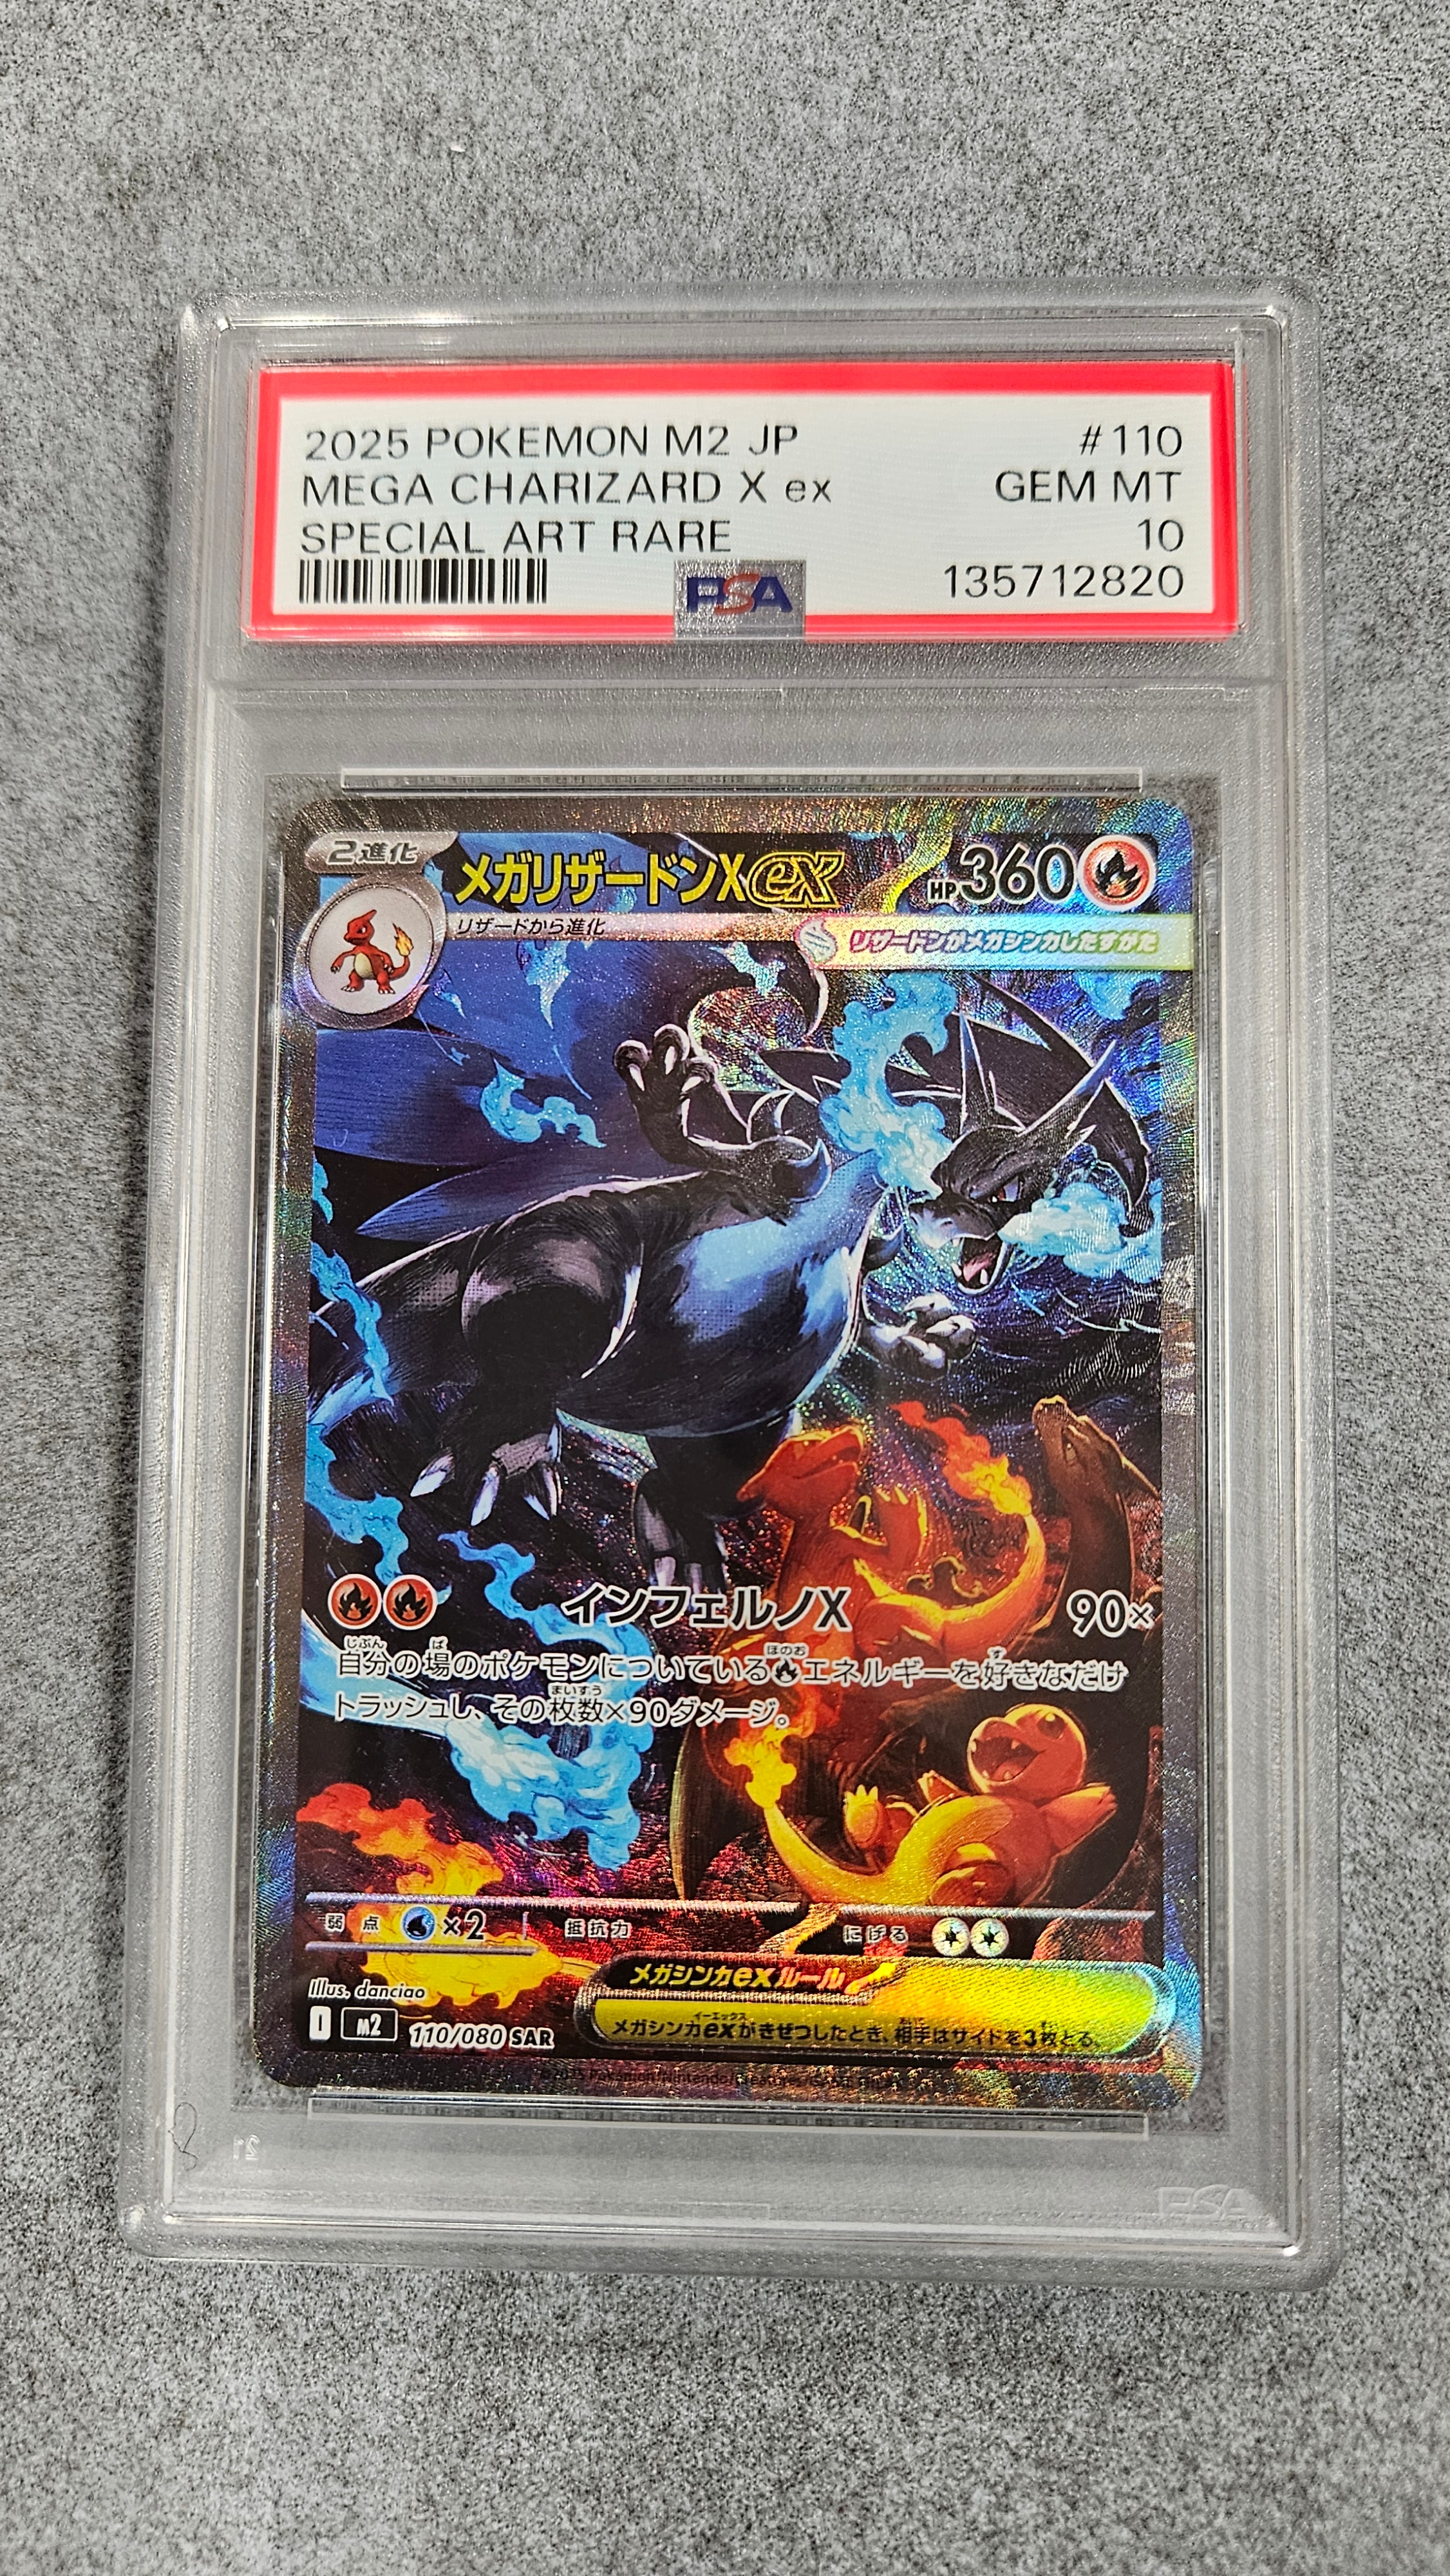 2025 POKEMON M2 JP #110
MEGA CHARIZARD X ex GEM MT
SPECIAL ART RARE 10
PSA 135712820
2進化 メガリザードンXex HP360
リザードから進化 リザードンがメガシンカしたすがた
インフェルノX 90×
自分の場のポケモンについているエネルギーを好きなだけ
トラッシュし、その枚数×90ダメージ。
弱点 ×2 抵抗力 にげる
メガシンカexルール
メガシンカexがきぜつしたとき、相手はサイドを3枚とる。
Illus. danciao
I m2 110/080 SAR
PSA